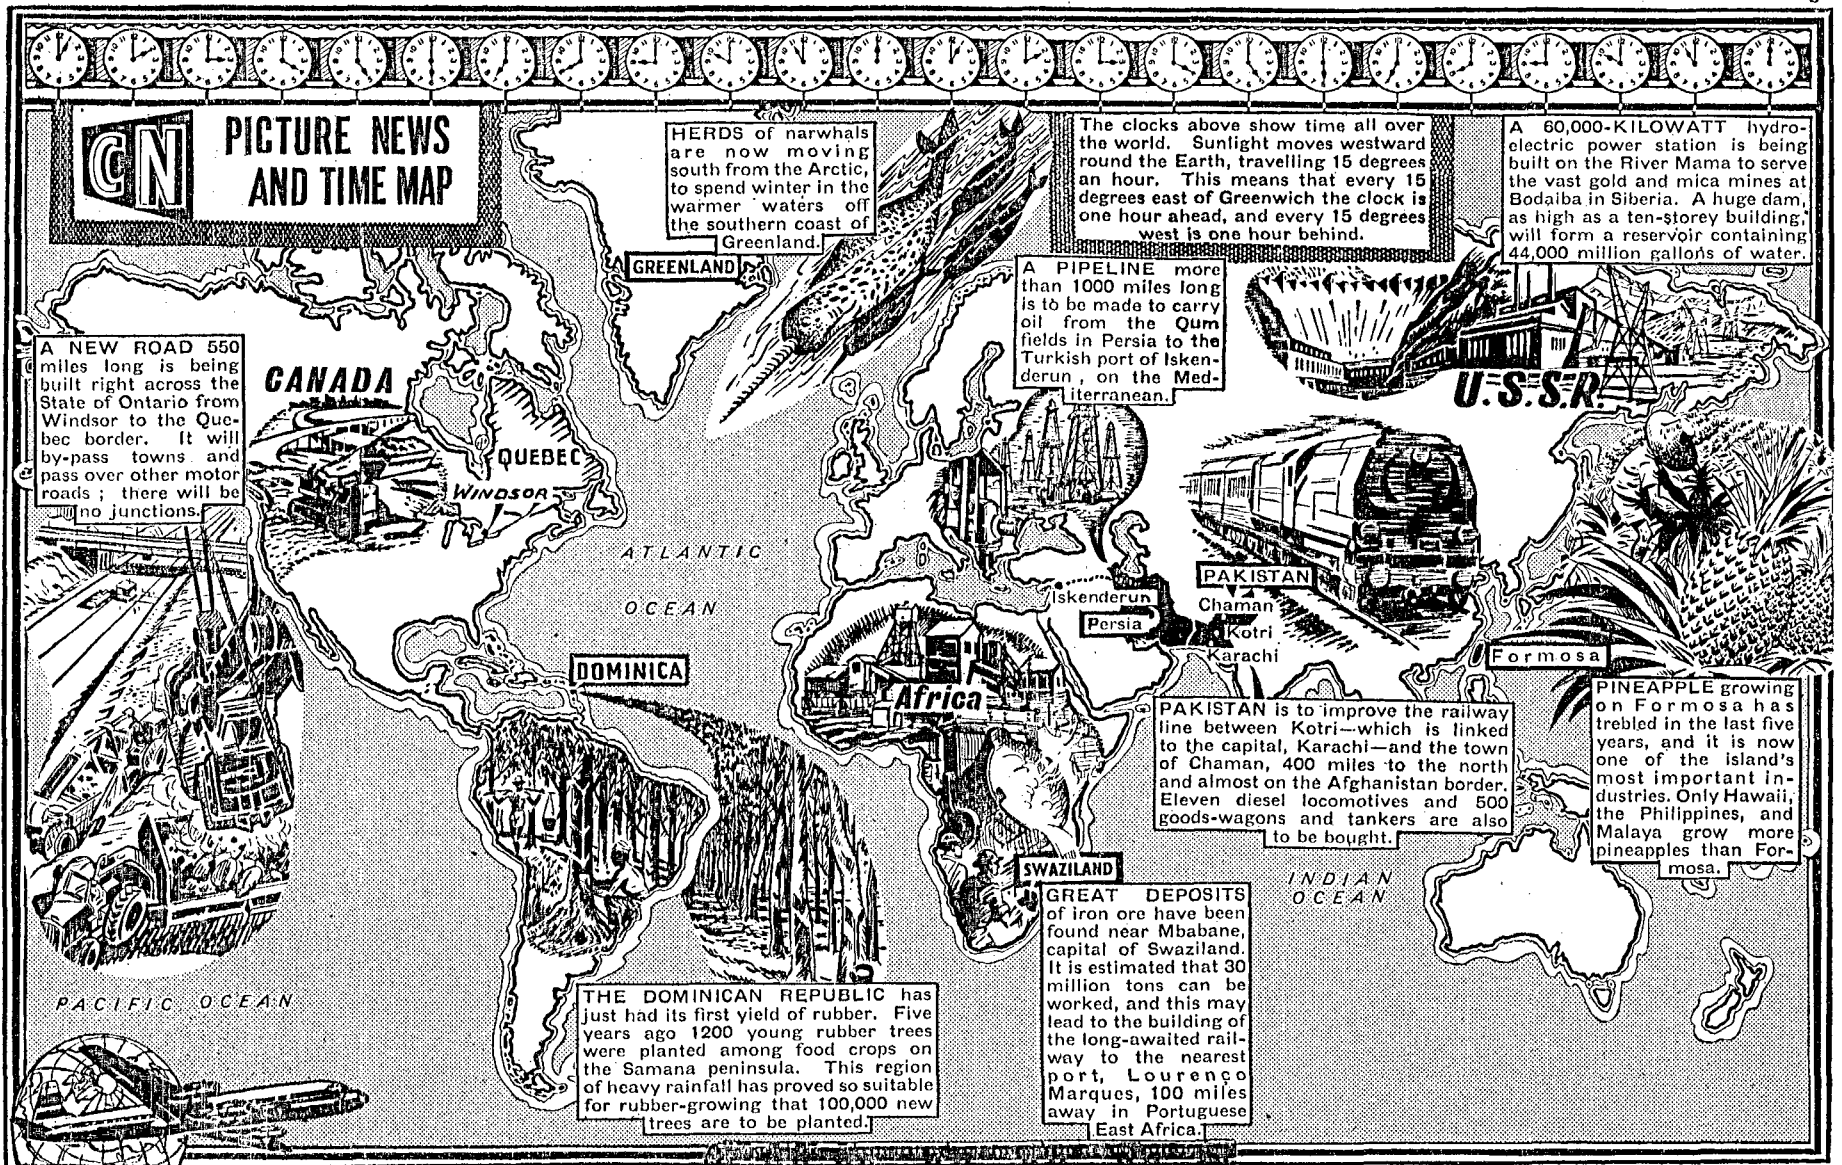 CN
PICTURE NEWS
AND TIME MAP
HERDS of narwhals
are now moving
south from the Arctic,
to spend winter in the
warmer waters off
the southern coast of
Greenland.
GREENLAND
The clocks above show time all over
the world. Sunlight moves westward
round the Earth, travelling 15 degrees
an hour. This means that every 15
degrees east of Greenwich the clock is
one hour ahead, and every 15 degrees
west is one hour behind.
A 60,000-KILOWATT hydro-
electric power station is being
built on the River Mama to serve
the vast gold and mica mines at
Bodaiba in Siberia. A huge dam,
as high as a ten-storey building,
will form a reservoir containing
44,000 million gallons of water.
A PIPELINE more
than 1000 miles long
is to be made to carry
oil from the Qum
fields in Persia to the
Turkish port of Isken-
derun, on the Med-
iterranean.
A NEW ROAD 550
miles long is being
built right across the
State of Ontario from
Windsor to the Que-
bec border. It will
by-pass towns and
pass over other motor
roads; there will be
no junctions.
CANADA
QUEBEC
WINDSOR
U.S.S.R.
ATLANTIC
OCEAN
PAKISTAN
Iskenderun
Persia
Chaman
Kotri
Karachi
Formosa
DOMINICA
Africa
PAKISTAN is to improve the railway
line between Kotri—which is linked
to the capital, Karachi—and the town
of Chaman, 400 miles to the north
and almost on the Afghanistan border.
Eleven diesel locomotives and 500
goods-wagons and tankers are also
to be bought.
PINEAPPLE growing
on Formosa has
trebled in the last five
years, and it is now
one of the island's
most important in-
dustries. Only Hawaii,
the Philippines, and
Malaya grow more
pineapples than For-
mosa.
SWAZILAND
INDIAN
OCEAN
GREAT DEPOSITS
of iron ore have been
found near Mbabane,
capital of Swaziland.
It is estimated that 30
million tons can be
worked, and this may
lead to the building of
the long-awaited rail-
way to the nearest
port, Lourenço
Marques, 100 miles
away in Portuguese
East Africa.
PACIFIC OCEAN
THE DOMINICAN REPUBLIC has
just had its first yield of rubber. Five
years ago 1200 young rubber trees
were planted among food crops on
the Samana peninsula. This region
of heavy rainfall has proved so suitable
for rubber-growing that 100,000 new
trees are to be planted.